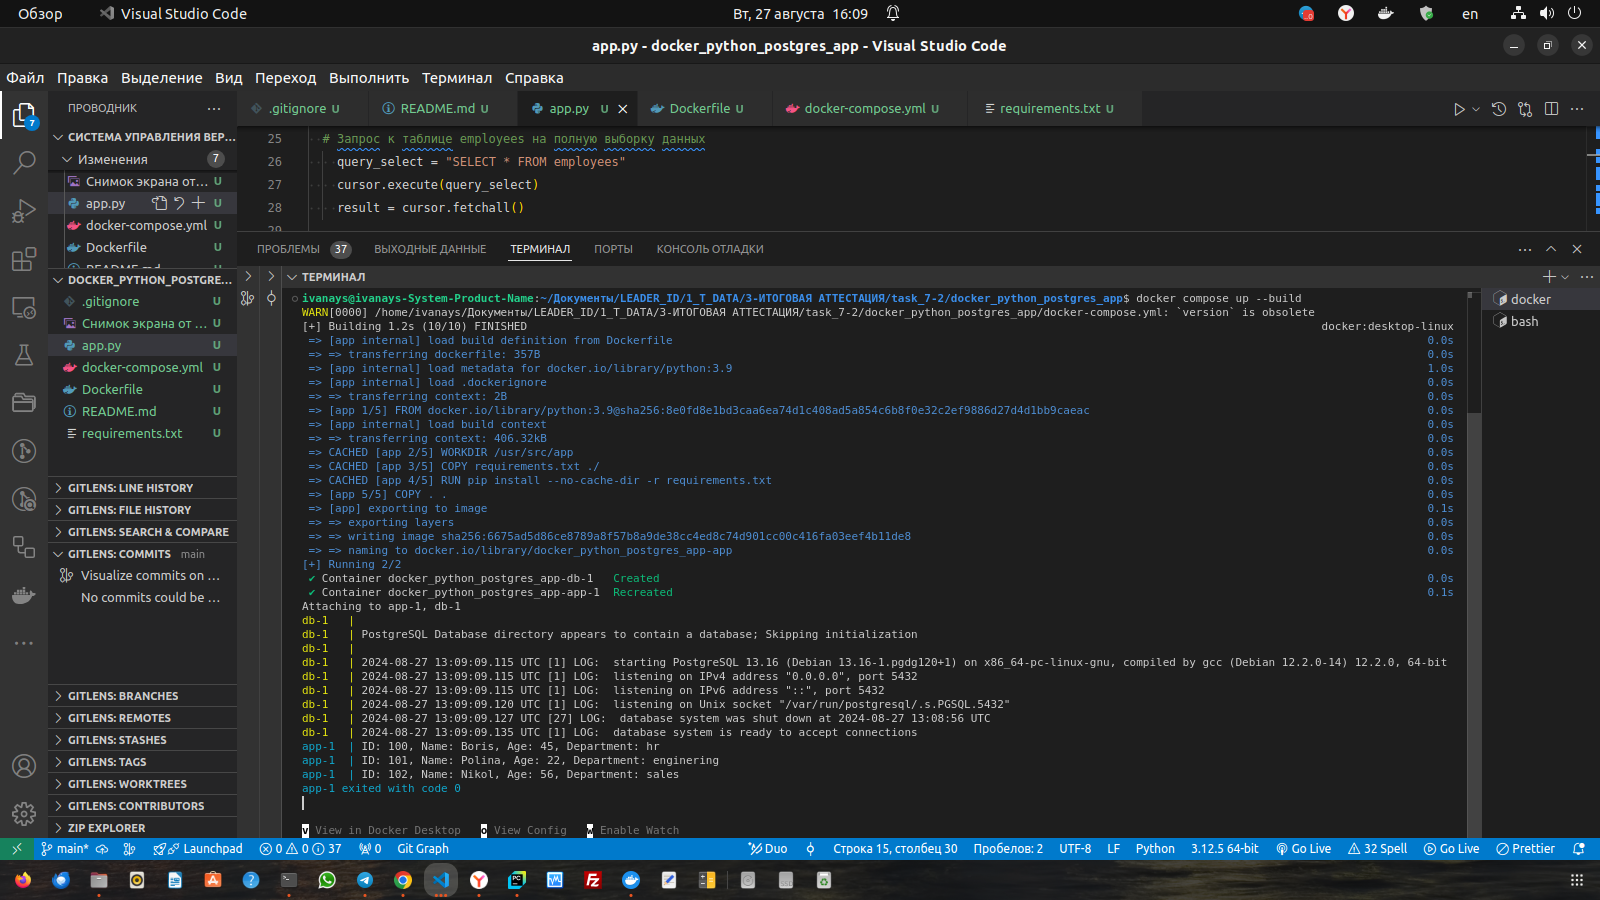 Обзор
Visual Studio Code
Вт, 27 августа 16:09
en
app.py - docker_python_postgres_app - Visual Studio Code
Файл Правка Выделение Вид Переход Выполнить Терминал Справка
ПРОВОДНИК
.gitignore U
README.md U
app.py U
Dockerfile U
docker-compose.yml U
requirements.txt U
7
СИСТЕМА УПРАВЛЕНИЯ ВЕР...
Изменения 7
Снимок экрана от... U
app.py U
docker-compose.yml U
Dockerfile U
README.md
25 # Запрос к таблице employees на полную выборку данных
26 query_select = "SELECT * FROM employees"
27 cursor.execute(query_select)
28 result = cursor.fetchall()
29
DOCKER_PYTHON_POSTGRE...
.gitignore U
Снимок экрана от ... U
app.py U
docker-compose.yml U
Dockerfile U
README.md U
requirements.txt U
GITLENS: LINE HISTORY
GITLENS: FILE HISTORY
GITLENS: SEARCH & COMPARE
GITLENS: COMMITS main
Visualize commits on ...
No commits could be ...
GITLENS: BRANCHES
GITLENS: REMOTES
GITLENS: STASHES
GITLENS: TAGS
GITLENS: WORKTREES
GITLENS: CONTRIBUTORS
ZIP EXPLORER
ПРОБЛЕМЫ 37 ВЫХОДНЫЕ ДАННЫЕ ТЕРМИНАЛ ПОРТЫ КОНСОЛЬ ОТЛАДКИ
ТЕРМИНАЛ
docker
bash
ivanays@ivanays-System-Product-Name:~/Документы/LEADER_ID/1_T_DATA/3-ИТОГОВАЯ АТТЕСТАЦИЯ/task_7-2/docker_python_postgres_app$ docker compose up --build
WARN[0000] /home/ivanays/Документы/LEADER_ID/1_T_DATA/3-ИТОГОВАЯ АТТЕСТАЦИЯ/task_7-2/docker_python_postgres_app/docker-compose.yml: `version` is obsolete
[+] Building 1.2s (10/10) FINISHED docker:desktop-linux
=> [app internal] load build definition from Dockerfile 0.0s
=> => transferring dockerfile: 357B 0.0s
=> [app internal] load metadata for docker.io/library/python:3.9 1.0s
=> [app internal] load .dockerignore 0.0s
=> => transferring context: 2B 0.0s
=> [app 1/5] FROM docker.io/library/python:3.9@sha256:8e0fd8e1bd3caa6ea74d1c408ad5a854c6b8f0e32c2ef9886d27d4d1bb9caeac 0.0s
=> [app internal] load build context 0.0s
=> => transferring context: 406.32kB 0.0s
=> CACHED [app 2/5] WORKDIR /usr/src/app 0.0s
=> CACHED [app 3/5] COPY requirements.txt ./ 0.0s
=> CACHED [app 4/5] RUN pip install --no-cache-dir -r requirements.txt 0.0s
=> [app 5/5] COPY . . 0.0s
=> [app] exporting to image 0.1s
=> => exporting layers 0.0s
=> => writing image sha256:6675ad5d86ce8789a8f57b8a9de38cc4ed8c74d901cc00c416fa03eef4b11de8 0.0s
=> => naming to docker.io/library/docker_python_postgres_app-app 0.0s
[+] Running 2/2
✔ Container docker_python_postgres_app-db-1 Created 0.0s
✔ Container docker_python_postgres_app-app-1 Recreated 0.1s
Attaching to app-1, db-1
db-1 |
db-1 | PostgreSQL Database directory appears to contain a database; Skipping initialization
db-1 |
db-1 | 2024-08-27 13:09:09.115 UTC [1] LOG: starting PostgreSQL 13.16 (Debian 13.16-1.pgdg120+1) on x86_64-pc-linux-gnu, compiled by gcc (Debian 12.2.0-14) 12.2.0, 64-bit
db-1 | 2024-08-27 13:09:09.115 UTC [1] LOG: listening on IPv4 address "0.0.0.0", port 5432
db-1 | 2024-08-27 13:09:09.115 UTC [1] LOG: listening on IPv6 address "::", port 5432
db-1 | 2024-08-27 13:09:09.120 UTC [1] LOG: listening on Unix socket "/var/run/postgresql/.s.PGSQL.5432"
db-1 | 2024-08-27 13:09:09.127 UTC [27] LOG: database system was shut down at 2024-08-27 13:08:56 UTC
db-1 | 2024-08-27 13:09:09.135 UTC [1] LOG: database system is ready to accept connections
app-1 | ID: 100, Name: Boris, Age: 45, Department: hr
app-1 | ID: 101, Name: Polina, Age: 22, Department: enginering
app-1 | ID: 102, Name: Nikol, Age: 56, Department: sales
app-1 exited with code 0
v View in Docker Desktop o View Config w Enable Watch
main* Launchpad 0 0 37 0 Git Graph
Duo Строка 15, столбец 30 Пробелов: 2 UTF-8 LF Python 3.12.5 64-bit Go Live 32 Spell Go Live Prettier